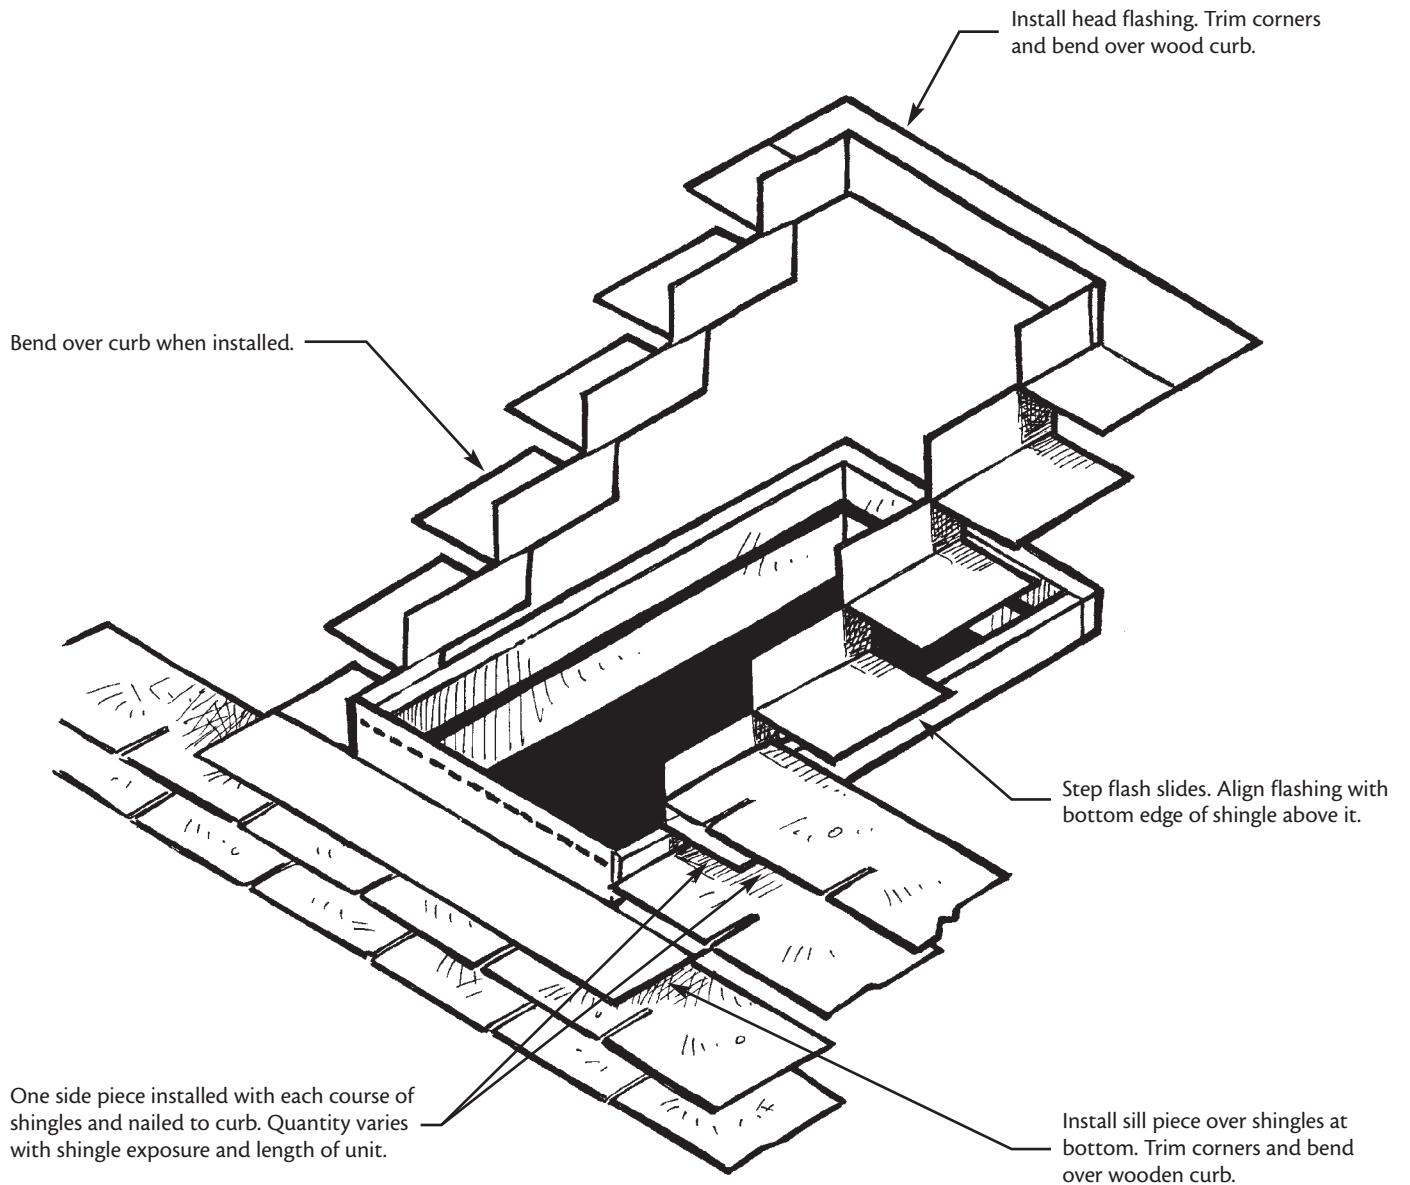 Install head flashing. Trim corners
and bend over wood curb.
Bend over curb when installed.
Step flash slides. Align flashing with
bottom edge of shingle above it.
One side piece installed with each course of
shingles and nailed to curb. Quantity varies
with shingle exposure and length of unit.
Install sill piece over shingles at
bottom. Trim corners and bend
over wooden curb.